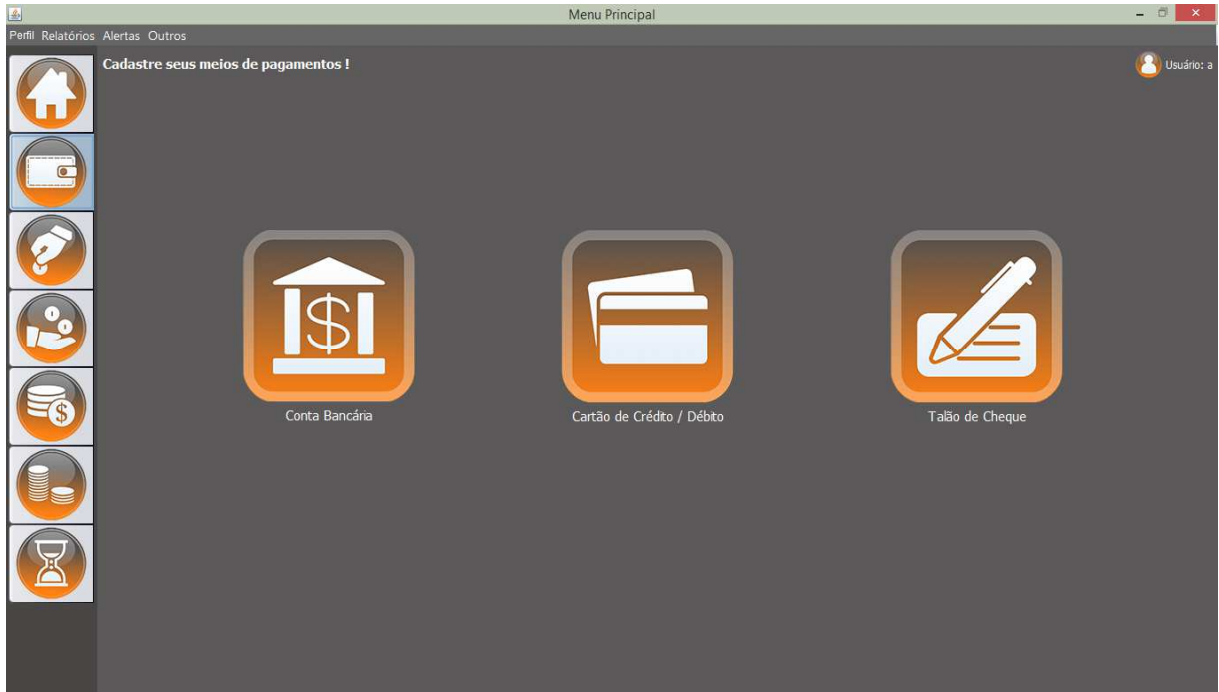 Menu Principal
Perfil Relatórios Alertas Outros
Cadastre seus meios de pagamentos !
Usuário: a
Conta Bancária
Cartão de Crédito / Débito
Talão de Cheque